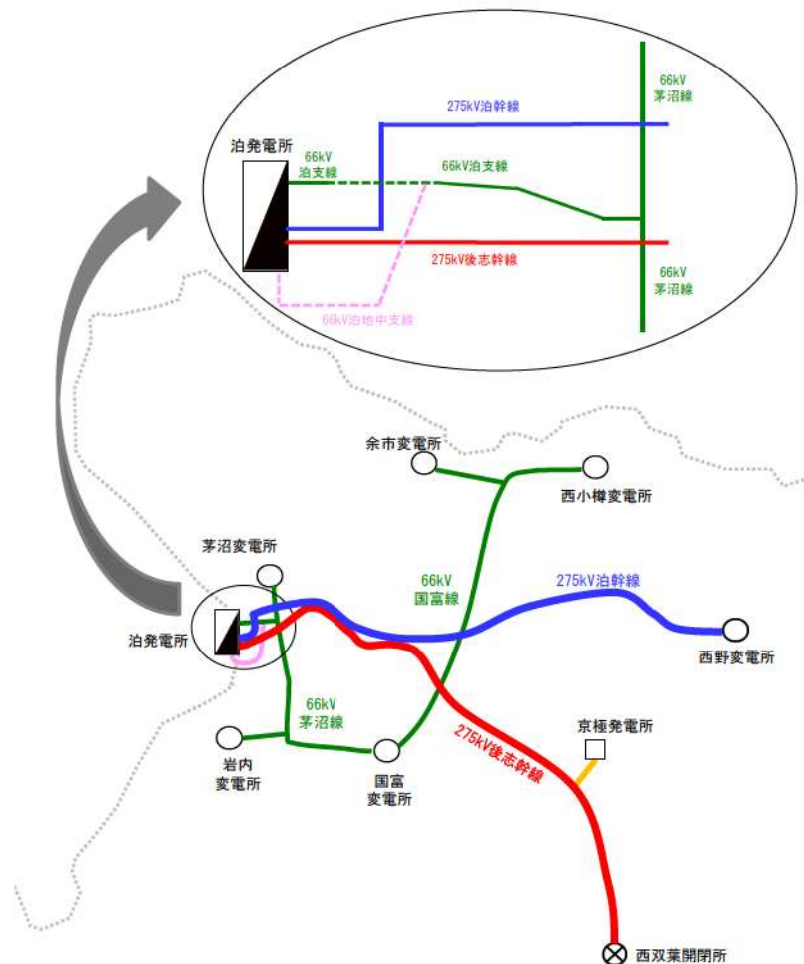 66kV
茅沼線
275kV泊幹線
泊発電所
66kV
泊支線
66kV泊支線
275kV後志幹線
66kV
茅沼線
66kV泊地中支線
余市変電所
西小樽変電所
茅沼変電所
66kV
国富線
275kV泊幹線
泊発電所
西野変電所
66kV
茅沼線
275kV後志幹線
京極発電所
岩内
変電所
国富
変電所
西双葉開閉所